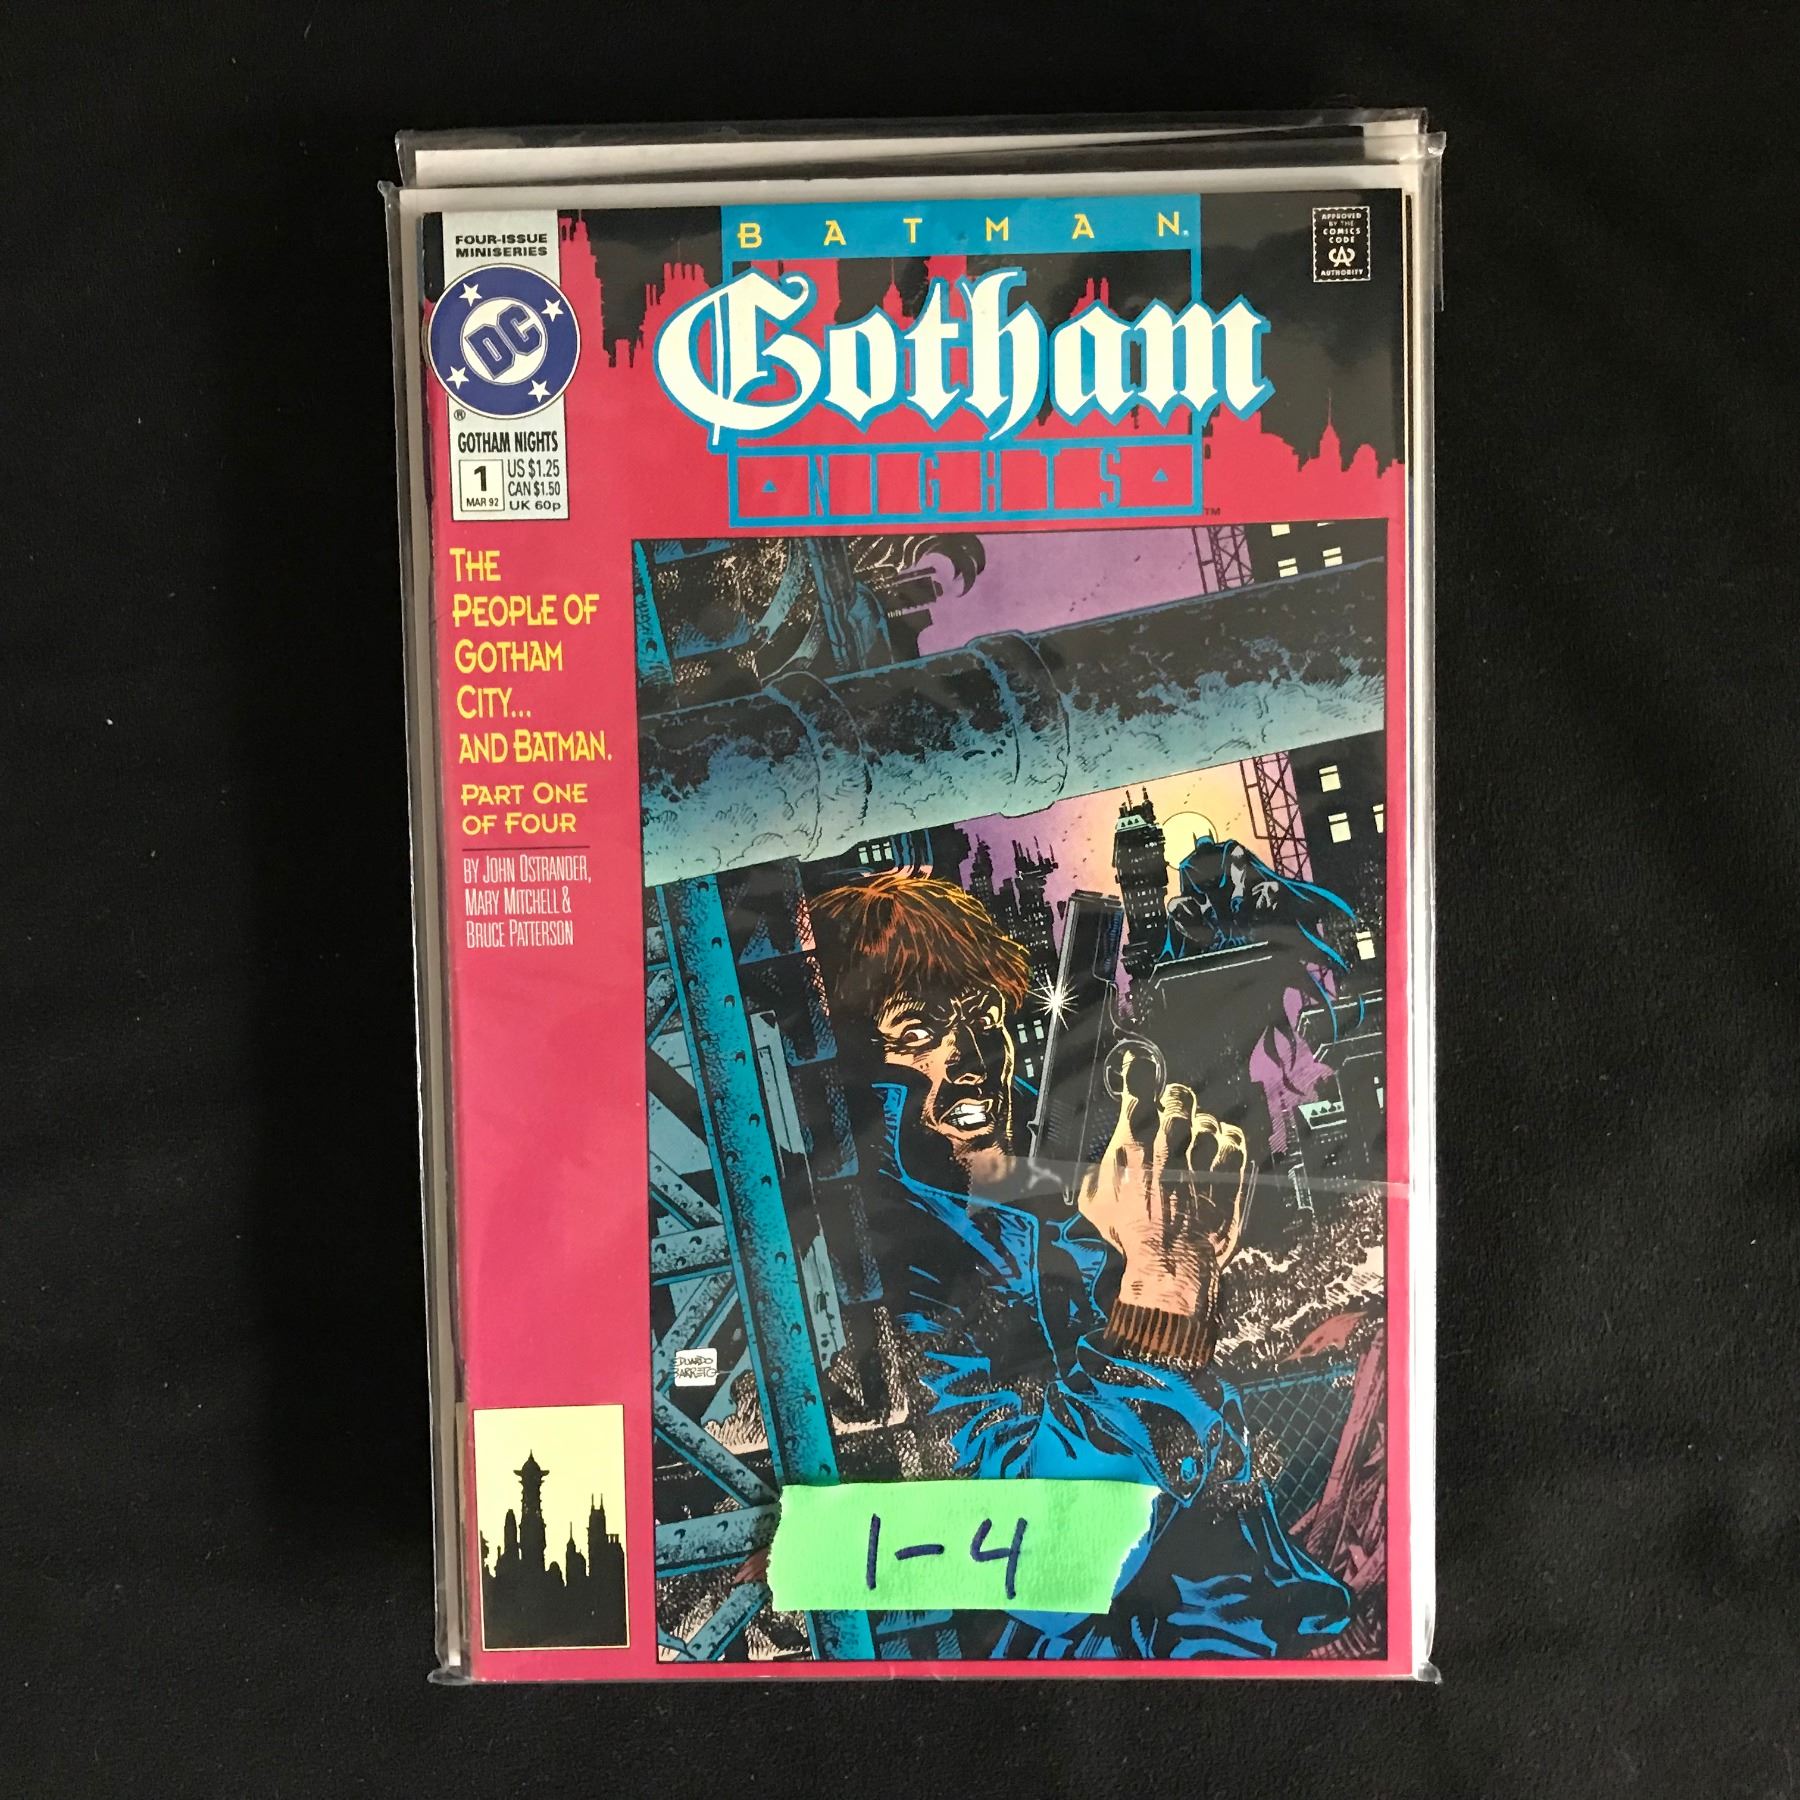 FOUR-ISSUE
MINISERIES
DC
®
GOTHAM NIGHTS
1
MAR 92
US $1.25
CAN $1.50
UK 60p
BATMAN®
Gotham
NIGHTS
™
APPROVED
BY THE
COMICS
CODE
CA
AUTHORITY
THE
PEOPLE OF
GOTHAM
CITY...
AND BATMAN.
PART ONE
OF FOUR
BY JOHN OSTRANDER,
MARY MITCHELL &
BRUCE PATTERSON
EDUARDO
BARRETO
1-4